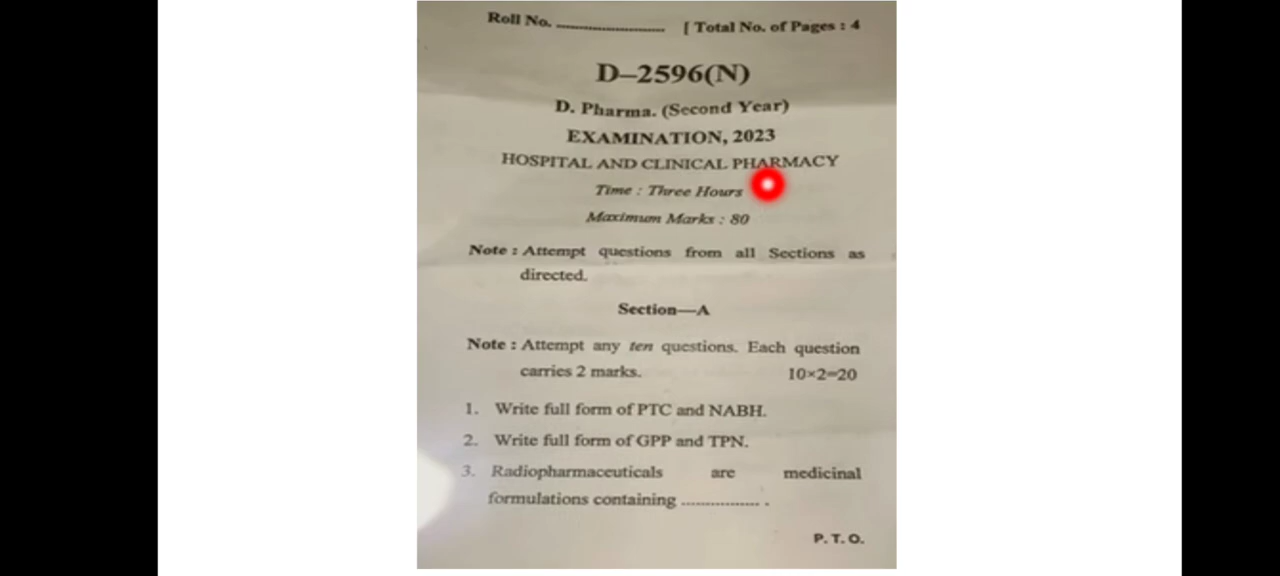 Roll No. ........................ [ Total No. of Pages : 4
D–2596(N)
D. Pharma. (Second Year)
EXAMINATION, 2023
HOSPITAL AND CLINICAL PHARMACY
Time : Three Hours
Maximum Marks : 80
Note : Attempt questions from all Sections as
directed.
Section—A
Note : Attempt any ten questions. Each question
carries 2 marks. 10×2=20
1. Write full form of PTC and NABH.
2. Write full form of GPP and TPN.
3. Radiopharmaceuticals are medicinal
formulations containing ................. .
P. T. O.